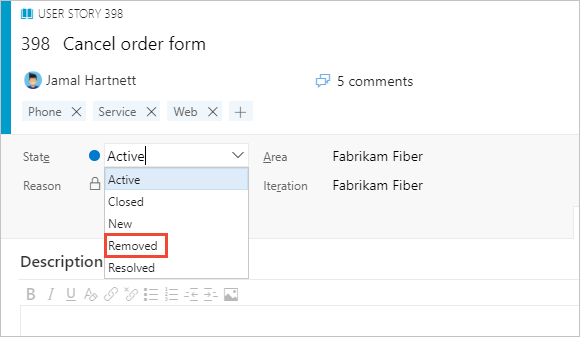 USER STORY 398
398 Cancel order form
Jamal Hartnett
5 comments
Phone
Service
Web
State
Active
Area
Fabrikam Fiber
Reason
Iteration
Fabrikam Fiber
Active
Closed
New
Removed
Resolved
Description
B I U